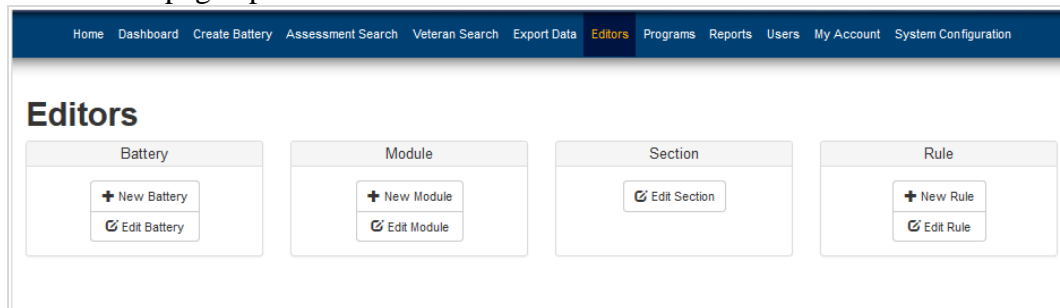 Home Dashboard Create Battery Assessment Search Veteran Search Export Data Editors Programs Reports Users My Account System Configuration
Editors
Battery Module Section Rule
New Battery New Module Edit Section New Rule
Edit Battery Edit Module Edit Rule